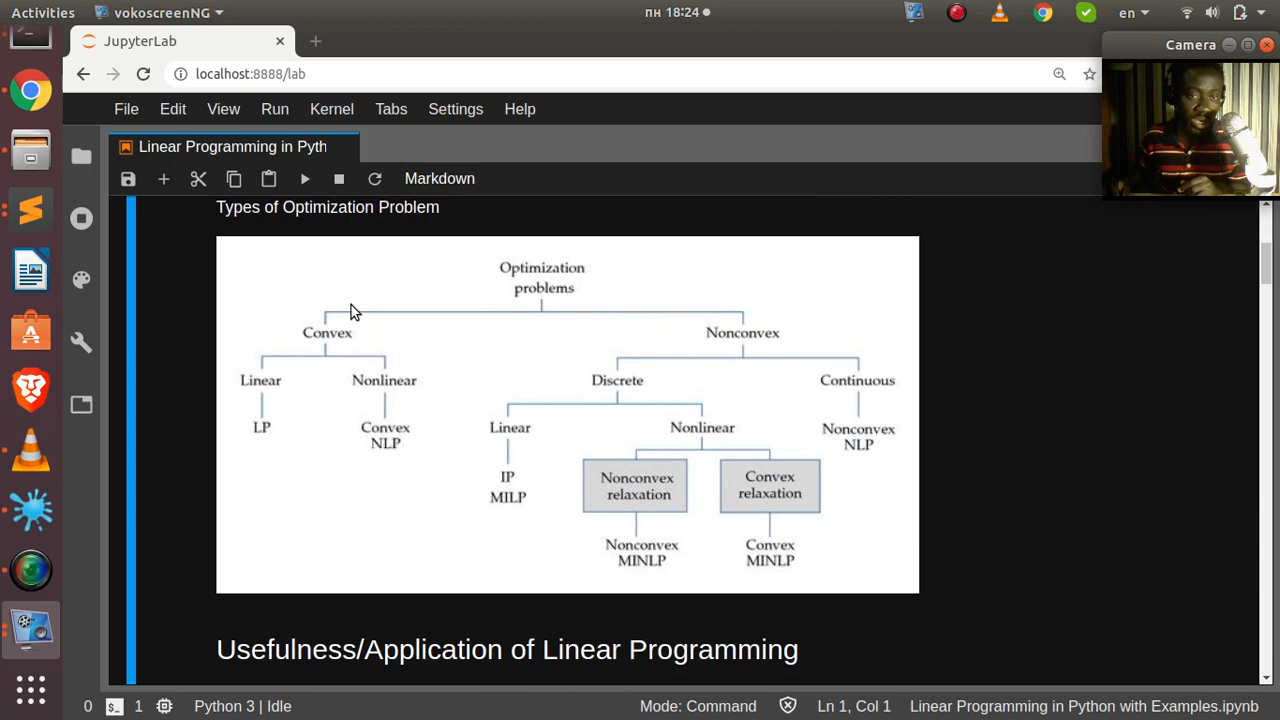 Activities
vokoscreenNG
пн 18:24
en
Camera
JupyterLab
localhost:8888/lab
File Edit View Run Kernel Tabs Settings Help
Linear Programming in Pyth
Markdown
Types of Optimization Problem
Optimization
problems
Convex
Nonconvex
Linear
Nonlinear
Discrete
Continuous
LP
Convex
NLP
Linear
Nonlinear
Nonconvex
NLP
IP
MILP
Nonconvex
relaxation
Convex
relaxation
Nonconvex
MINLP
Convex
MINLP
Usefulness/Application of Linear Programming
0
$_
1
Python 3 | Idle
Mode: Command
Ln 1, Col 1
Linear Programming in Python with Examples.ipynb